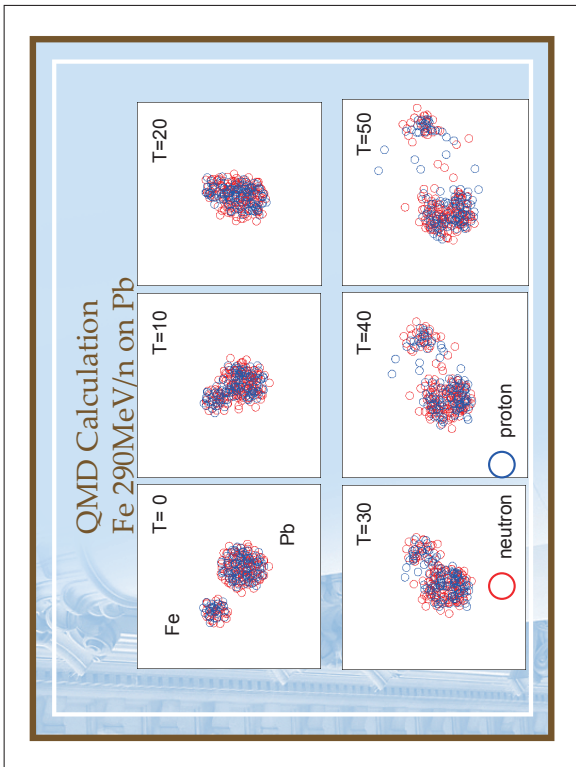 QMD Calculation
Fe 290MeV/n on Pb
T= 0
T=10
T=20
Fe
Pb
T=30
T=40
T=50
neutron
proton